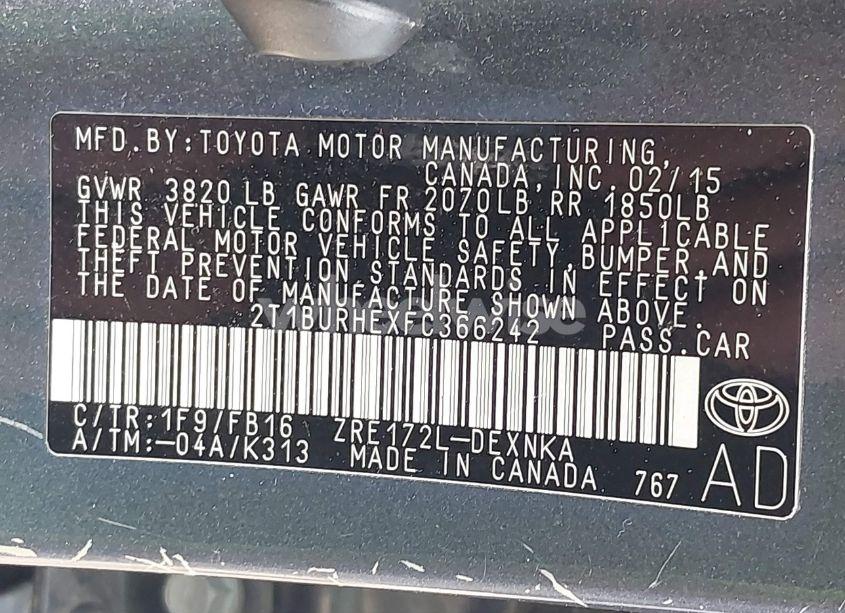 MFD.BY:TOYOTA MOTOR MANUFACTURING,
CANADA, INC. 02/15
GVWR 3820 LB GAWR FR 2070LB RR 1850LB
THIS VEHICLE CONFORMS TO ALL APPL1CABLE
FEDERAL MOTOR VEHICLE SAFETY, BUMPER,AND
THEFT PREVENTION STANDARDS IN EFFECT ON
THE DATE OF MANUFACTURE SHOWN ABOVE.
2T1BURHEXFC366242 PASS.CAR
C/TR:1F9/FB16 ZRE172L-DEXNKA
A/TM:-04A/K313 MADE IN CANADA 767
AD